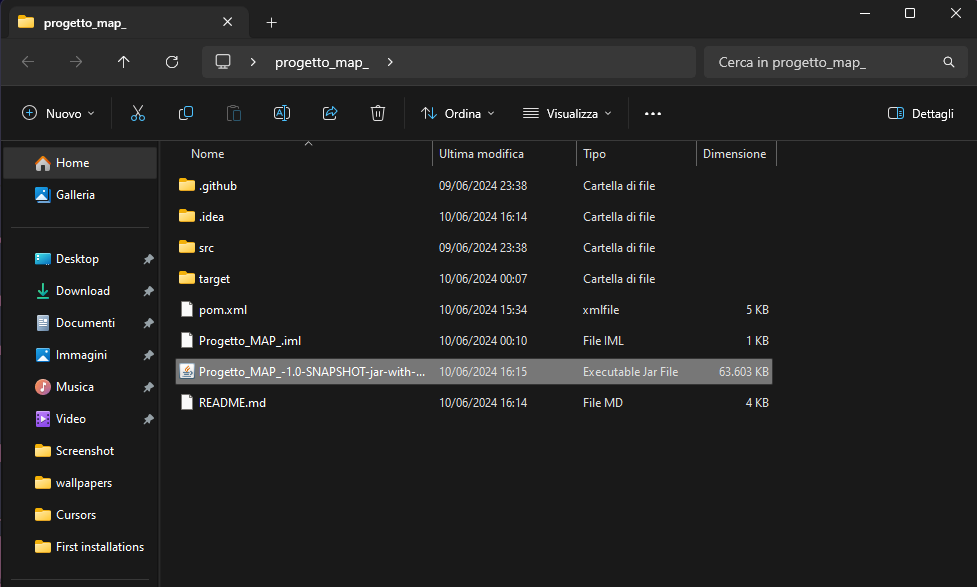 progetto_map_
progetto_map_
Cerca in progetto_map_
Nuovo
Ordina
Visualizza
Dettagli
Home
Galleria
Desktop
Download
Documenti
Immagini
Musica
Video
Screenshot
wallpapers
Cursors
First installations
Nome Ultima modifica Tipo Dimensione
.github 09/06/2024 23:38 Cartella di file
.idea 10/06/2024 16:14 Cartella di file
src 09/06/2024 23:38 Cartella di file
target 10/06/2024 00:07 Cartella di file
pom.xml 10/06/2024 15:34 xmlfile 5 KB
Progetto_MAP_.iml 10/06/2024 00:10 File IML 1 KB
Progetto_MAP_-1.0-SNAPSHOT-jar-with-... 10/06/2024 16:15 Executable Jar File 63.603 KB
README.md 10/06/2024 16:14 File MD 4 KB